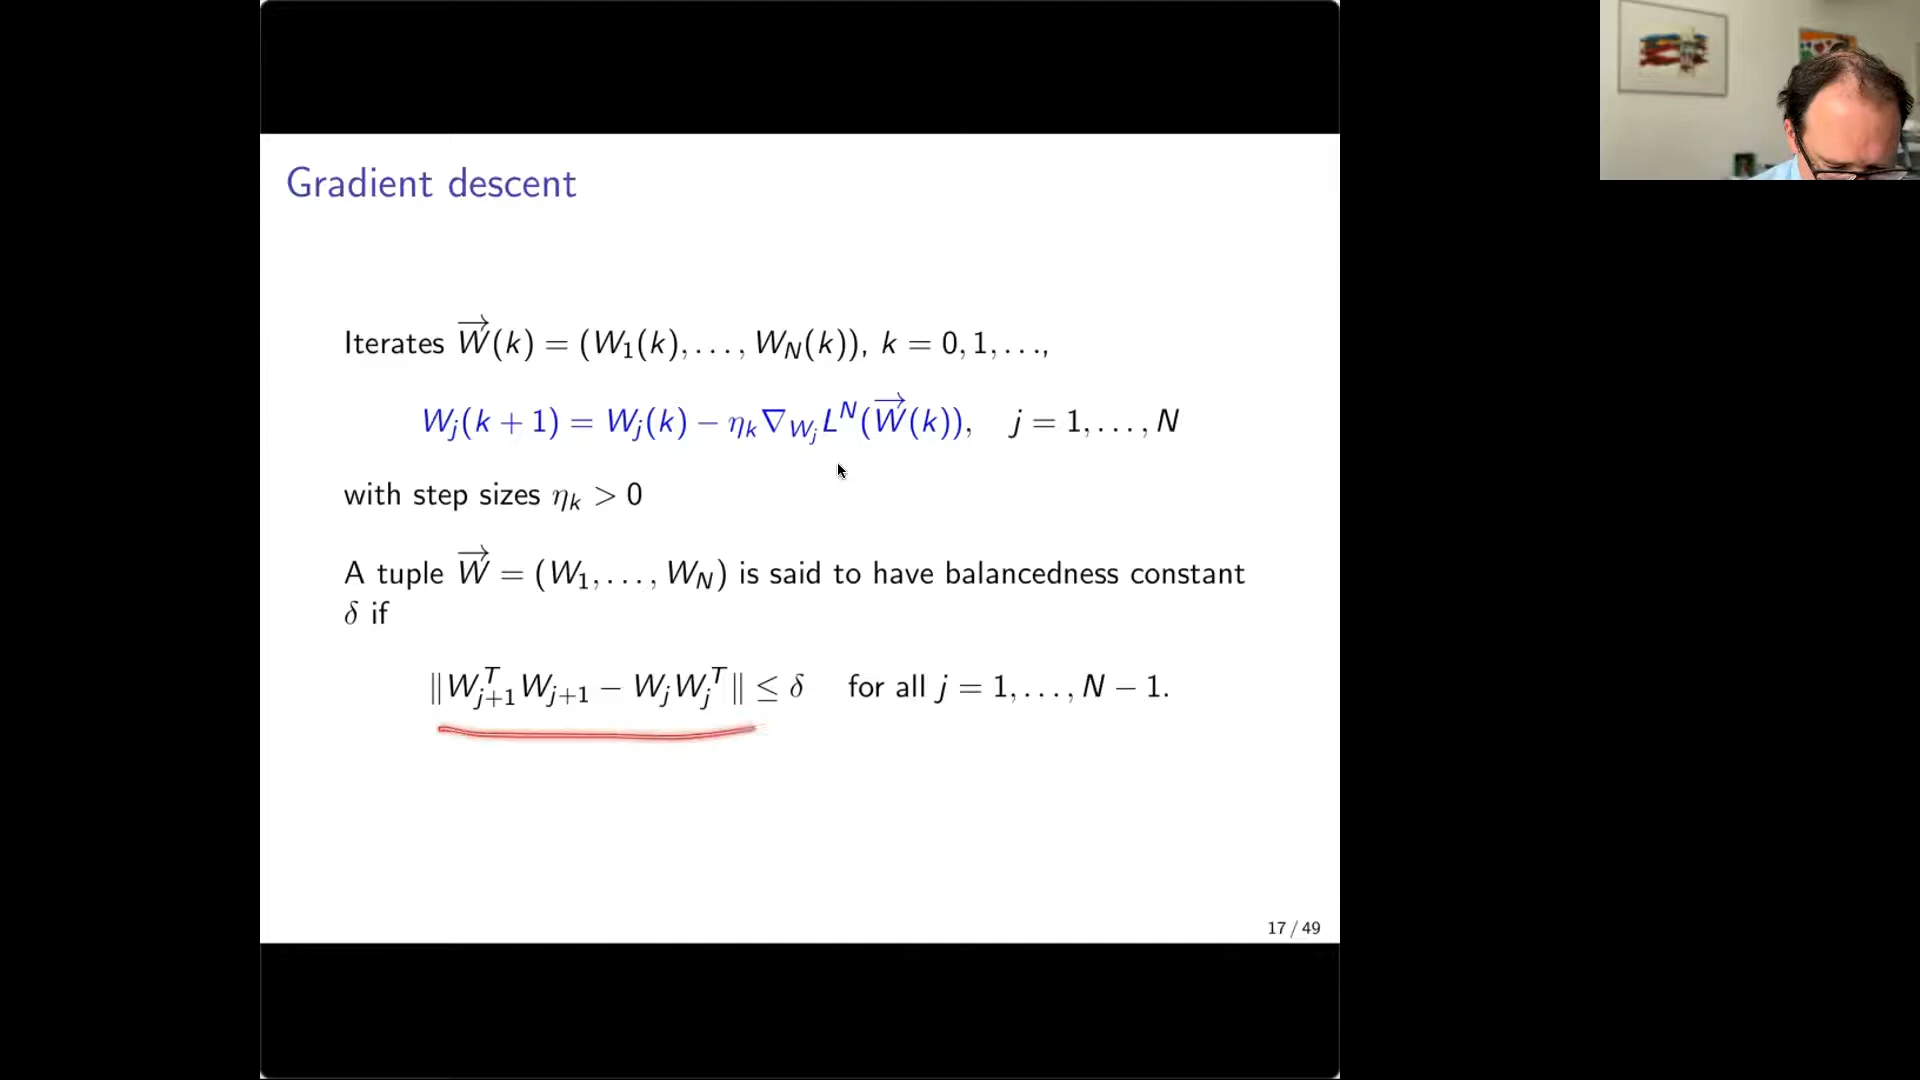 Gradient descent
Iterates $\overrightarrow{W}(k) = (W_1(k), \ldots, W_N(k))$, $k = 0, 1, \ldots,$
$W_j(k+1) = W_j(k) - \eta_k \nabla_{W_j} L^N(\overrightarrow{W}(k)), \quad j = 1, \ldots, N$
with step sizes $\eta_k > 0$
A tuple $\overrightarrow{W} = (W_1, \ldots, W_N)$ is said to have balancedness constant
$\delta$ if
$\|W_{j+1}^T W_{j+1} - W_j W_j^T\| \leq \delta \quad$ for all $j = 1, \ldots, N-1.$
17 / 49